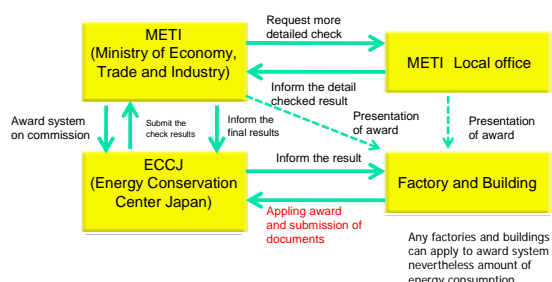 METI
(Ministry of Economy,
Trade and Industry)
Request more
detailed check
METI Local office
Inform the detail
checked result
Award system
on commission
Submit the
check results
Inform the
final results
Presentation
of award
Presentation
of award
ECCJ
(Energy Conservation
Center Japan)
Inform the result
Factory and Building
Appling award
and submission of
documents
Any factories and buildings
can apply to award system
nevertheless amount of
energy consumption